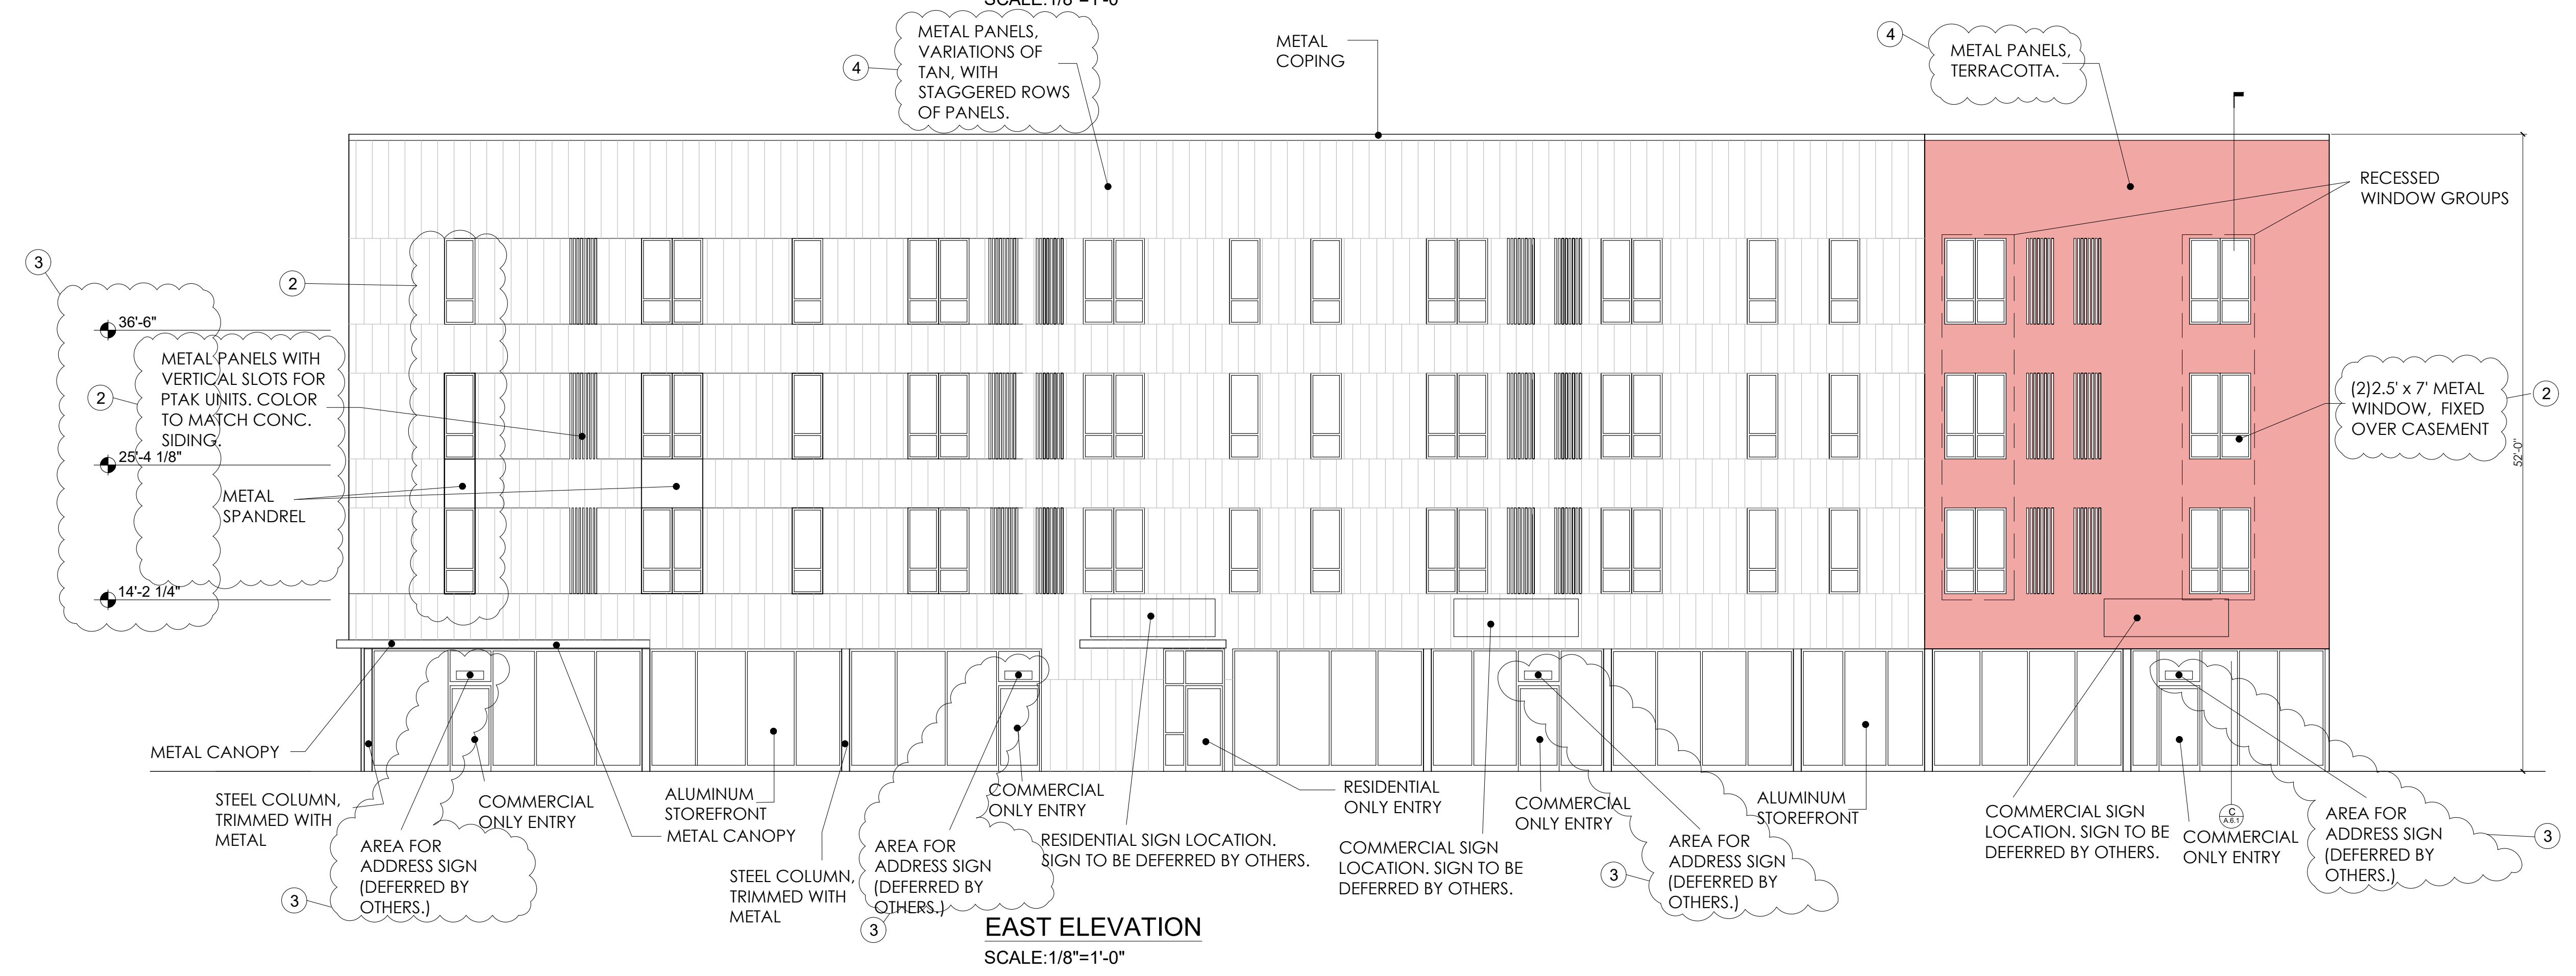 SCALE:1/8"=1'-0"
4
METAL PANELS,
VARIATIONS OF
TAN, WITH
STAGGERED ROWS
OF PANELS.
METAL
COPING
4
METAL PANELS,
TERRACOTTA.
RECESSED
WINDOW GROUPS
3
2
36'-6"
2
METAL PANELS WITH
VERTICAL SLOTS FOR
PTAK UNITS. COLOR
TO MATCH CONC.
SIDING.
25'-4 1/8"
METAL
SPANDREL
14'-2 1/4"
(2)2.5' x 7' METAL
WINDOW, FIXED
OVER CASEMENT
2
52'-0"
METAL CANOPY
STEEL COLUMN,
TRIMMED WITH
METAL
3
AREA FOR
ADDRESS SIGN
(DEFERRED BY
OTHERS.)
COMMERCIAL
ONLY ENTRY
ALUMINUM
STOREFRONT
METAL CANOPY
STEEL COLUMN,
TRIMMED WITH
METAL
AREA FOR
ADDRESS SIGN
(DEFERRED BY
OTHERS.)
3
COMMERCIAL
ONLY ENTRY
RESIDENTIAL SIGN LOCATION.
SIGN TO BE DEFERRED BY OTHERS.
RESIDENTIAL
ONLY ENTRY
COMMERCIAL SIGN
LOCATION. SIGN TO BE
DEFERRED BY OTHERS.
COMMERCIAL
ONLY ENTRY
3
AREA FOR
ADDRESS SIGN
(DEFERRED BY
OTHERS.)
ALUMINUM
STOREFRONT
COMMERCIAL SIGN
LOCATION. SIGN TO BE
DEFERRED BY OTHERS.
C
A.6.1
COMMERCIAL
ONLY ENTRY
AREA FOR
ADDRESS SIGN
(DEFERRED BY
OTHERS.)
3
EAST ELEVATION
SCALE:1/8"=1'-0"